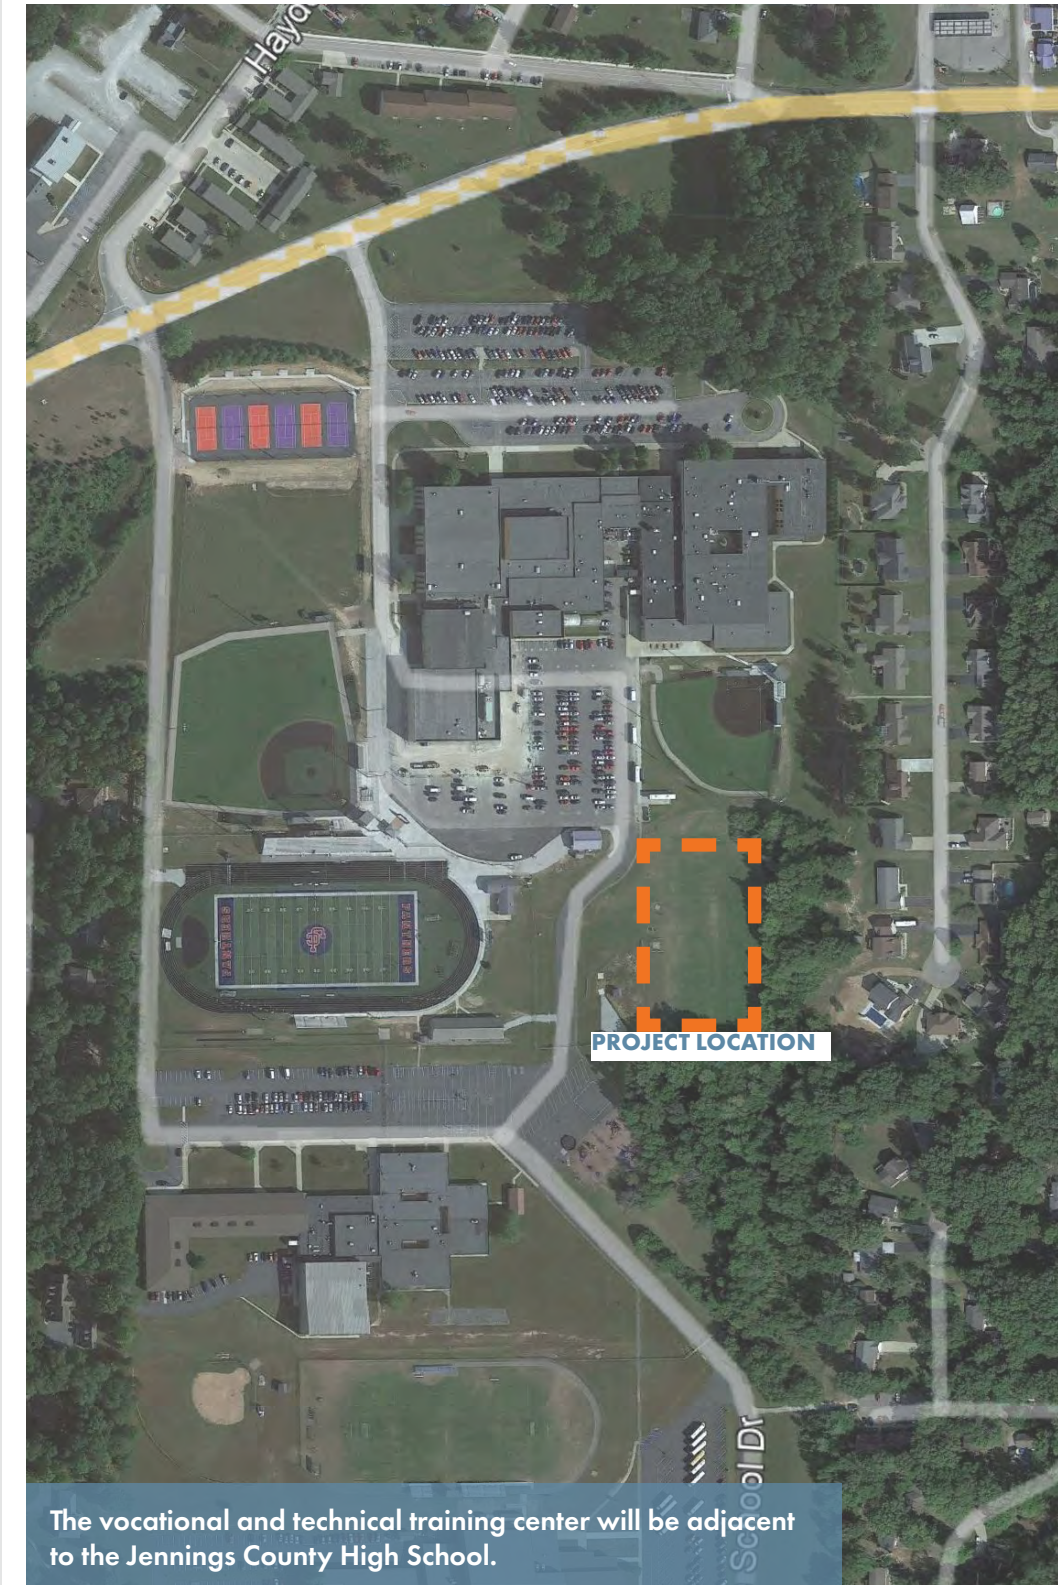 Hayd
PANTHERS
PROJECT LOCATION
School Dr
The vocational and technical training center will be adjacent
to the Jennings County High School.